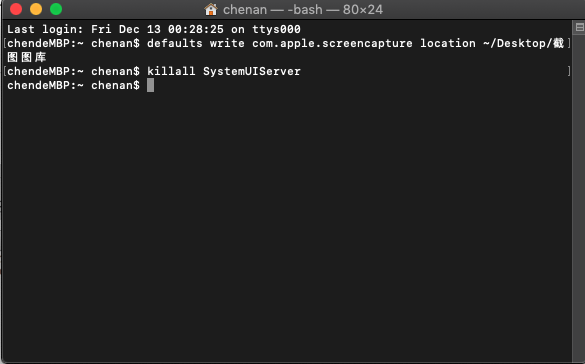 chenan — -bash — 80×24
Last login: Fri Dec 13 00:28:25 on ttys000
[chendeMBP:~ chenan$ defaults write com.apple.screencapture location ~/Desktop/截]
图图库
[chendeMBP:~ chenan$ killall SystemUIServer]
chendeMBP:~ chenan$